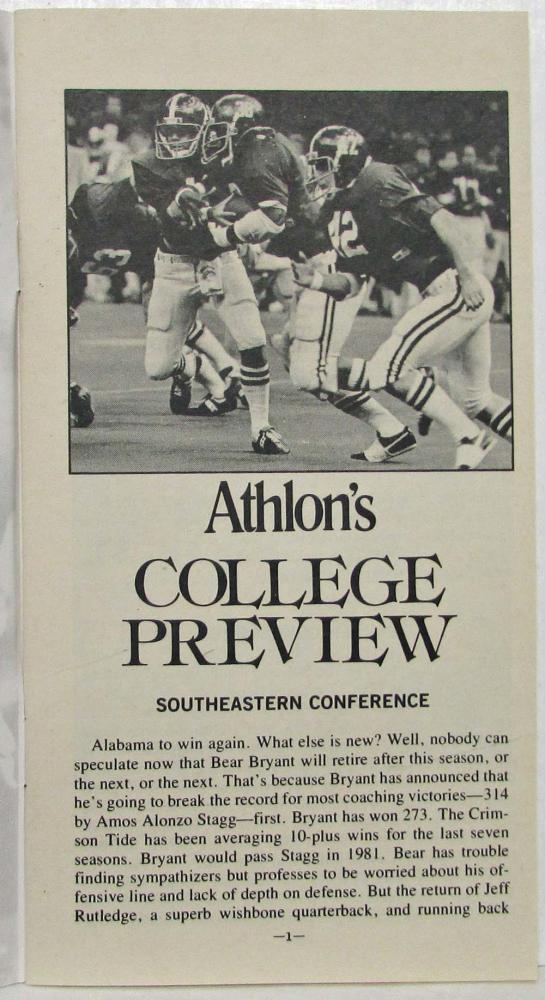 Athlon's
COLLEGE
PREVIEW
SOUTHEASTERN CONFERENCE
Alabama to win again. What else is new? Well, nobody can
speculate now that Bear Bryant will retire after this season, or
the next, or the next. That's because Bryant has announced that
he's going to break the record for most coaching victories—314
by Amos Alonzo Stagg—first. Bryant has won 273. The Crim-
son Tide has been averaging 10-plus wins for the last seven
seasons. Bryant would pass Stagg in 1981. Bear has trouble
finding sympathizers but professes to be worried about his of-
fensive line and lack of depth on defense. But the return of Jeff
Rutledge, a superb wishbone quarterback, and running back
—1—